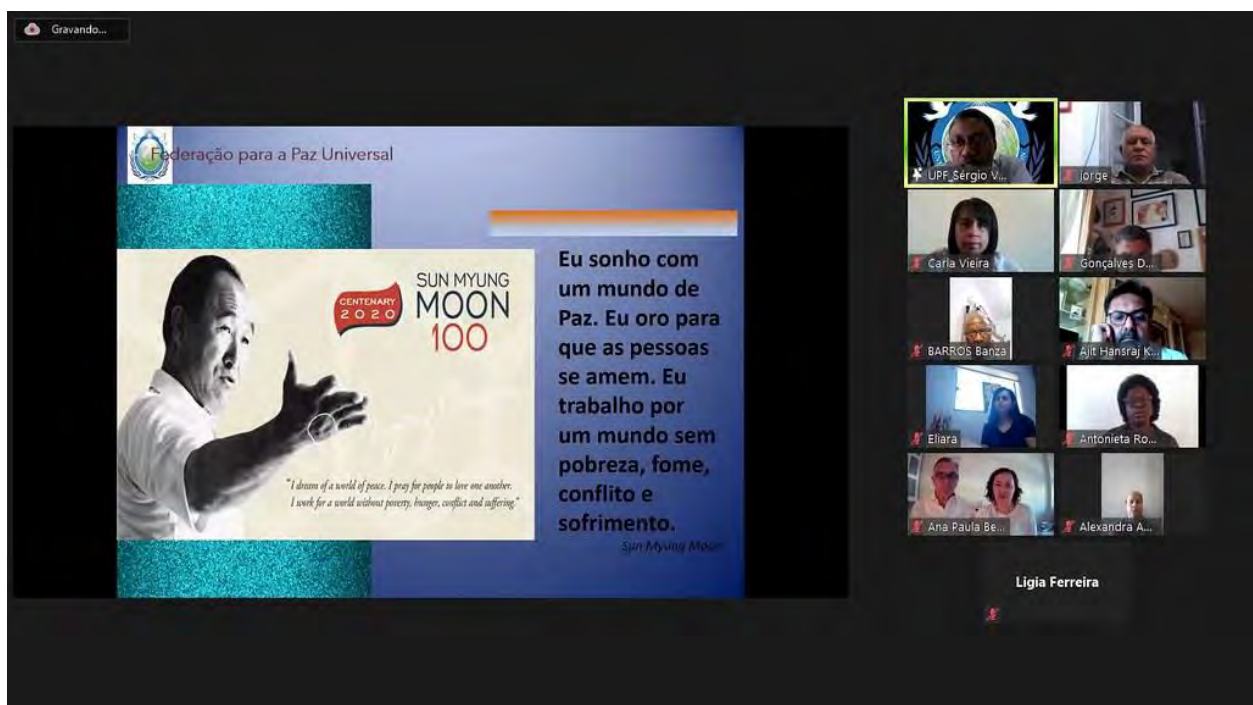 Gravando...
Federação para a Paz Universal
CENTENARY
2020
SUN MYUNG
MOON
100
"I dream of a world of peace. I pray for people to love one another.
I work for a world without poverty, hunger, conflict and suffering."
Eu sonho com
um mundo de
Paz. Eu oro para
que as pessoas
se amem. Eu
trabalho por
um mundo sem
pobreza, fome,
conflito e
sofrimento.
Sun Myung Moon
UPF_Sérgio V...
jorge
Carla Vieira
Gonçalves D...
BARROS Banza
Ajit Hansraj K...
Eliara
Antonieta Ro...
Ana Paula Be...
Alexandra A...
Ligia Ferreira